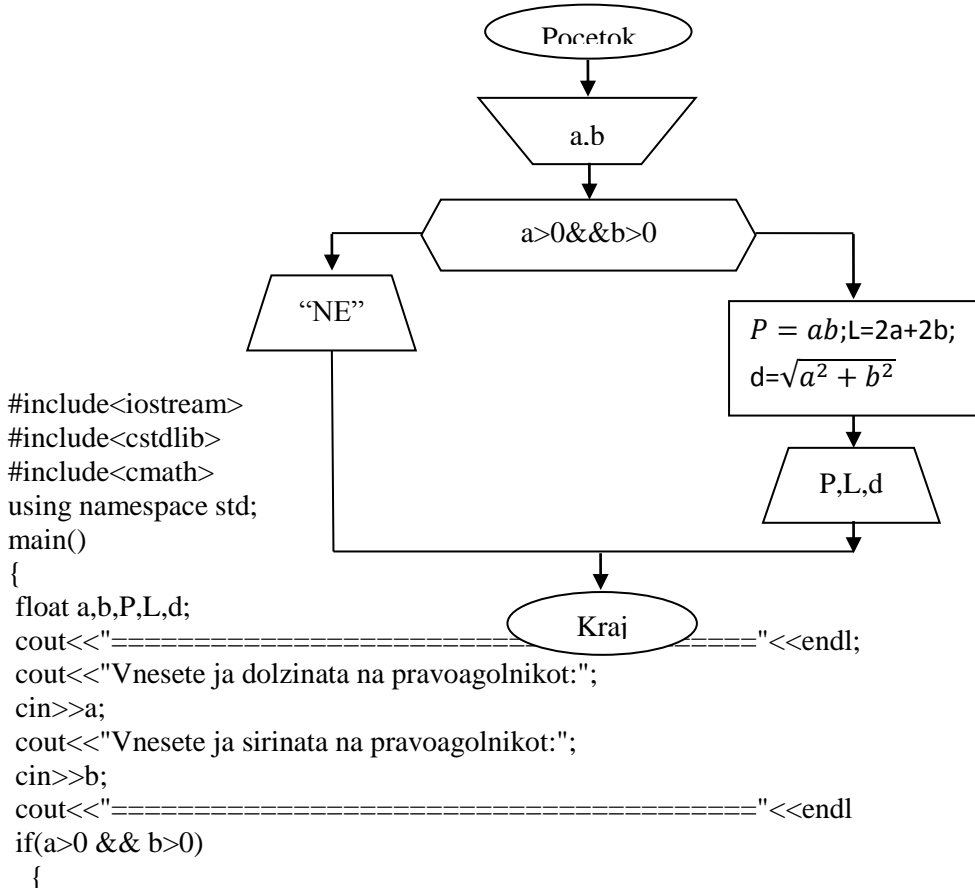 Pocetok
a,b
a>0&&b>0
“NE”
P = ab;L=2a+2b;
d=√a² + b²
P,L,d
Kraj
#include<iostream>
#include<cstdlib>
#include<cmath>
using namespace std;
main()
{
float a,b,P,L,d;
cout<<"======================================="<<endl;
cout<<"Vnesete ja dolzinata na pravoagolnikot:";
cin>>a;
cout<<"Vnesete ja sirinata na pravoagolnikot:";
cin>>b;
cout<<"======================================="<<endl
if(a>0 && b>0)
{